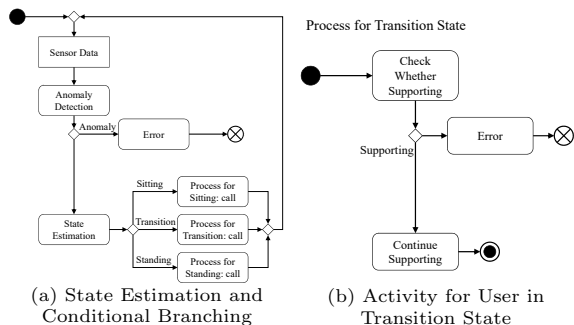 Sensor Data
Anomaly
Detection
Anomaly
Error
State
Estimation
Sitting
Process for
Sitting: call
Transition
Process for
Transition: call
Standing
Process for
Standing: call
(a) State Estimation and
Conditional Branching
Process for Transition State
Check
Whether
Supporting
Error
Supporting
Continue
Supporting
(b) Activity for User in
Transition State